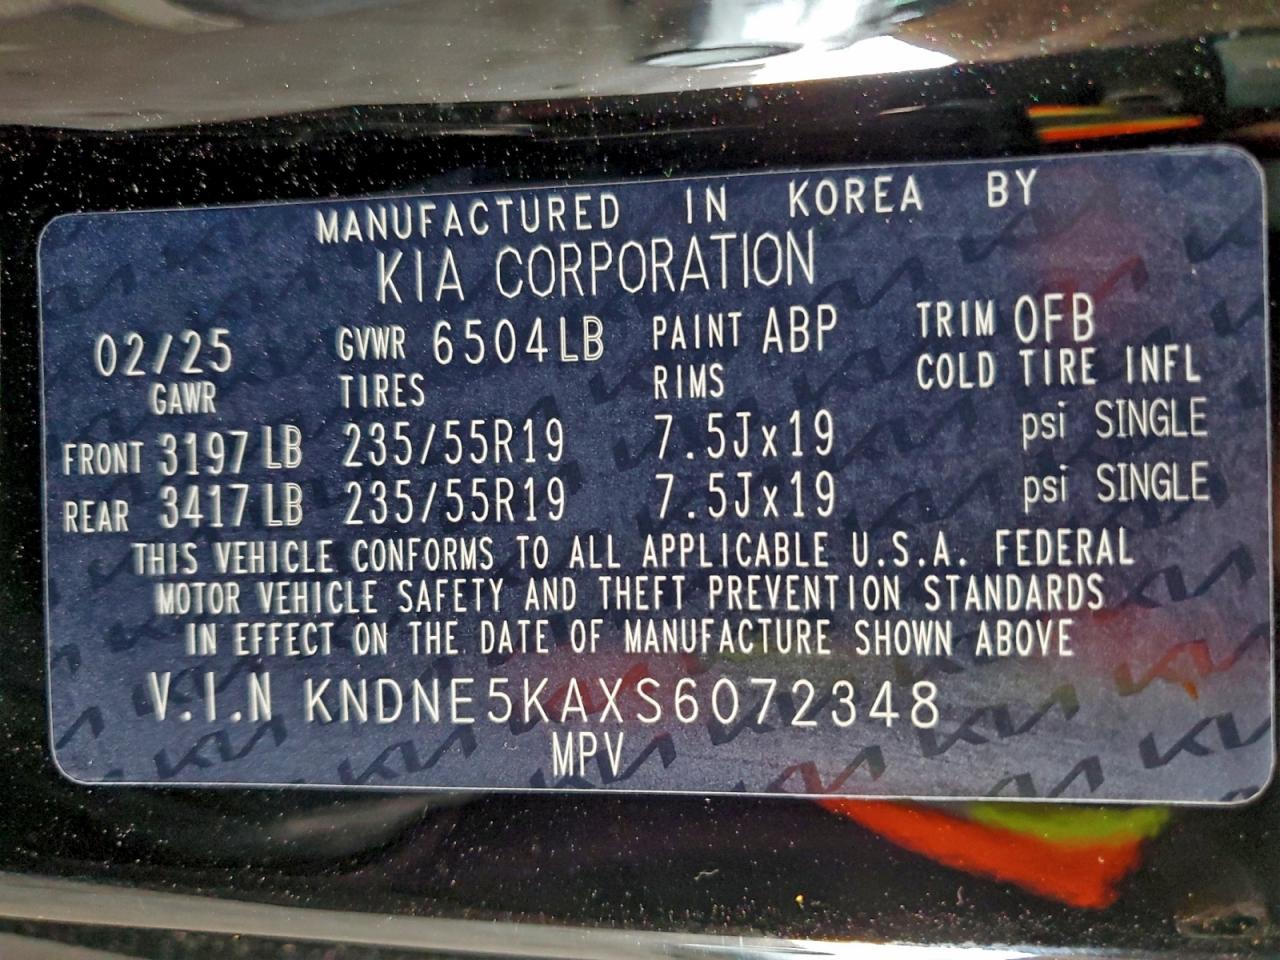 MANUFACTURED IN KOREA BY
KIA CORPORATION
02/25 GVWR 6504LB PAINT ABP TRIM OFB
GAWR TIRES RIMS COLD TIRE INFL
FRONT 3197 LB 235/55R19 7.5Jx19 psi SINGLE
REAR 3417 LB 235/55R19 7.5Jx19 psi SINGLE
THIS VEHICLE CONFORMS TO ALL APPLICABLE U.S.A. FEDERAL
MOTOR VEHICLE SAFETY AND THEFT PREVENTION STANDARDS
IN EFFECT ON THE DATE OF MANUFACTURE SHOWN ABOVE
V.I.N KNDNE5KAXS6072348
MPV